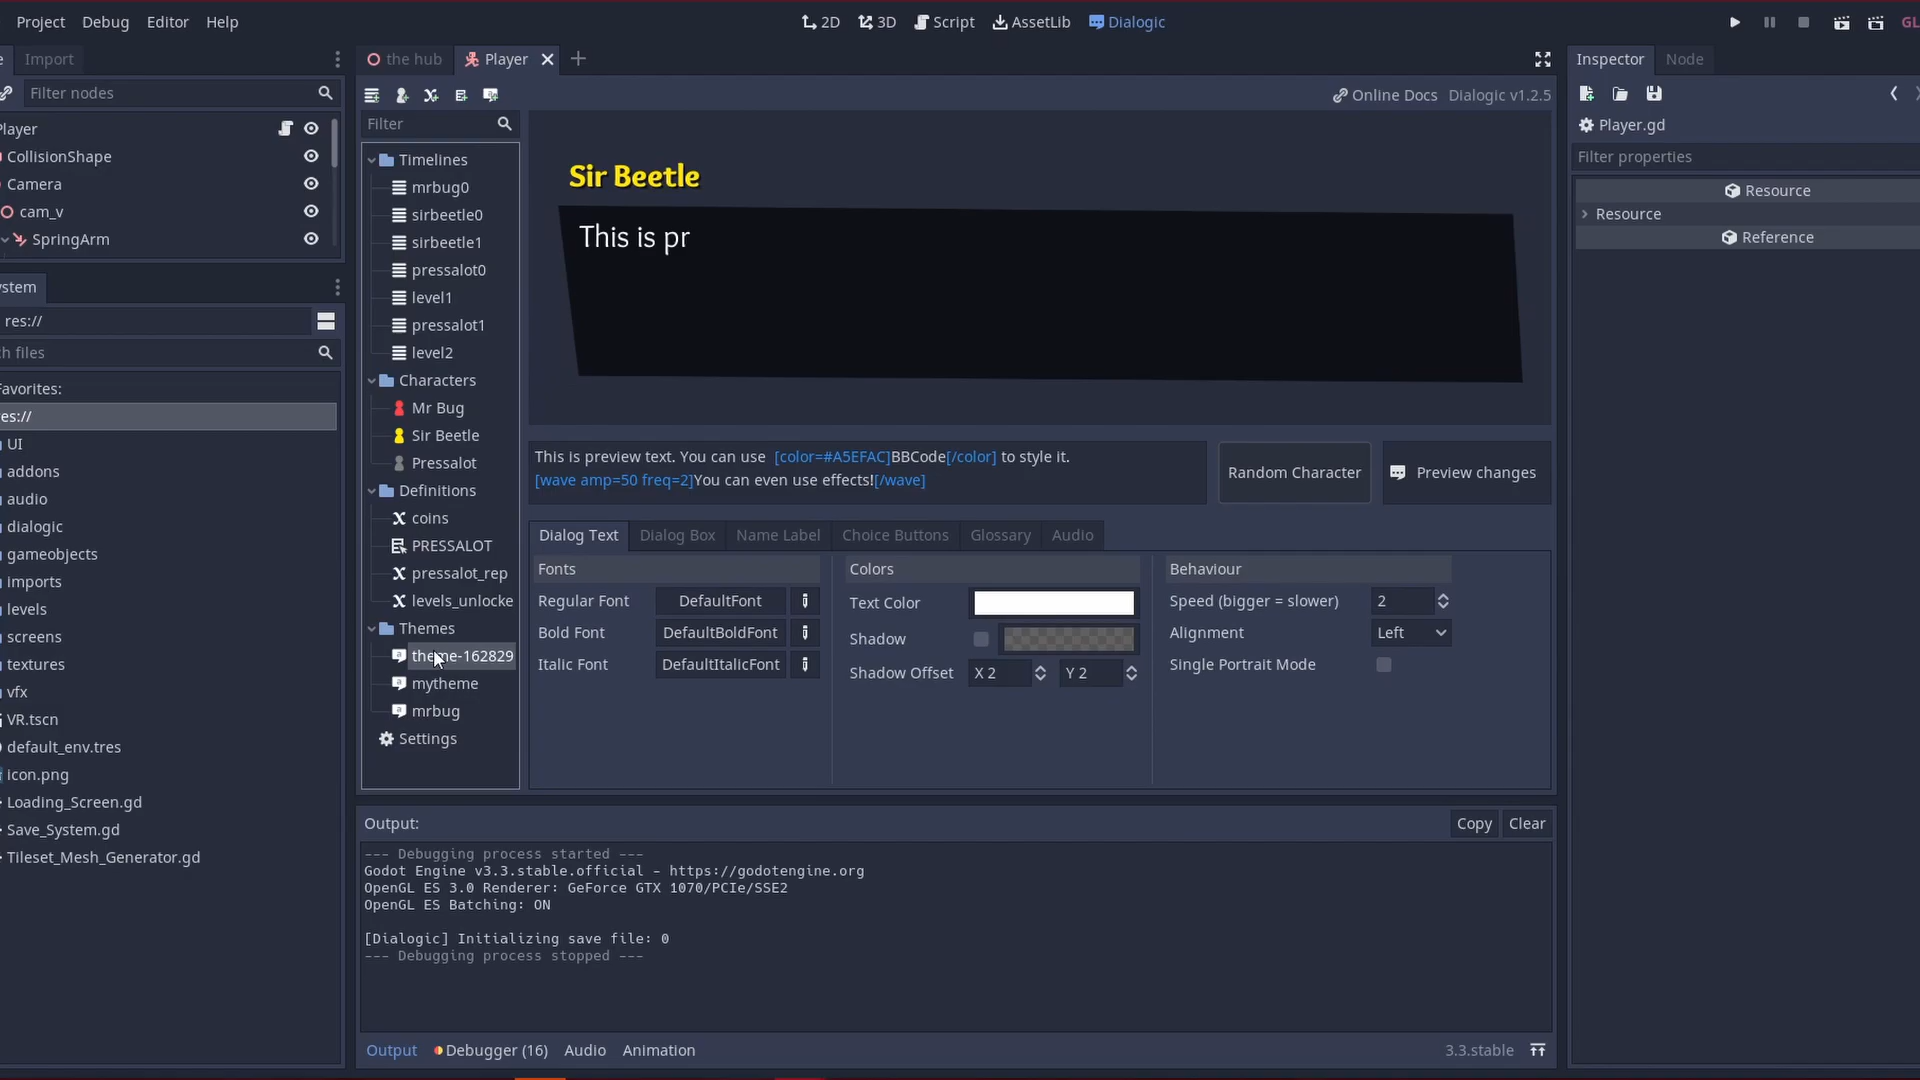 Project Debug Editor Help
2D 3D Script AssetLib Dialogic
Import
Filter nodes
Player
CollisionShape
Camera
cam_v
SpringArm
res://
Favorites:
res://
UI
addons
audio
dialogic
gameobjects
imports
levels
screens
textures
vfx
VR.tscn
default_env.tres
icon.png
Loading_Screen.gd
Save_System.gd
Tileset_Mesh_Generator.gd
the hub Player
Online Docs Dialogic v1.2.5
Filter
Timelines
mrbug0
sirbeetle0
sirbeetle1
pressalot0
level1
pressalot1
level2
Characters
Mr Bug
Sir Beetle
Pressalot
Definitions
coins
PRESSALOT
pressalot_rep
levels_unlocke
Themes
theme-162829
mytheme
mrbug
Settings
Sir Beetle
This is pr
This is preview text. You can use [color=#A5EFAC]BBCode[/color] to style it.
[wave amp=50 freq=2]You can even use effects![/wave]
Random Character
Preview changes
Dialog Text Dialog Box Name Label Choice Buttons Glossary Audio
Fonts
Regular Font DefaultFont
Bold Font DefaultBoldFont
Italic Font DefaultItalicFont
Colors
Text Color
Shadow
Shadow Offset X 2 Y 2
Behaviour
Speed (bigger = slower) 2
Alignment Left
Single Portrait Mode
Output:
Copy Clear
--- Debugging process started ---
Godot Engine v3.3.stable.official - https://godotengine.org
OpenGL ES 3.0 Renderer: GeForce GTX 1070/PCIe/SSE2
OpenGL ES Batching: ON
[Dialogic] Initializing save file: 0
--- Debugging process stopped ---
Output Debugger (16) Audio Animation
3.3.stable
Inspector Node
Player.gd
Filter properties
Resource
Resource
Reference